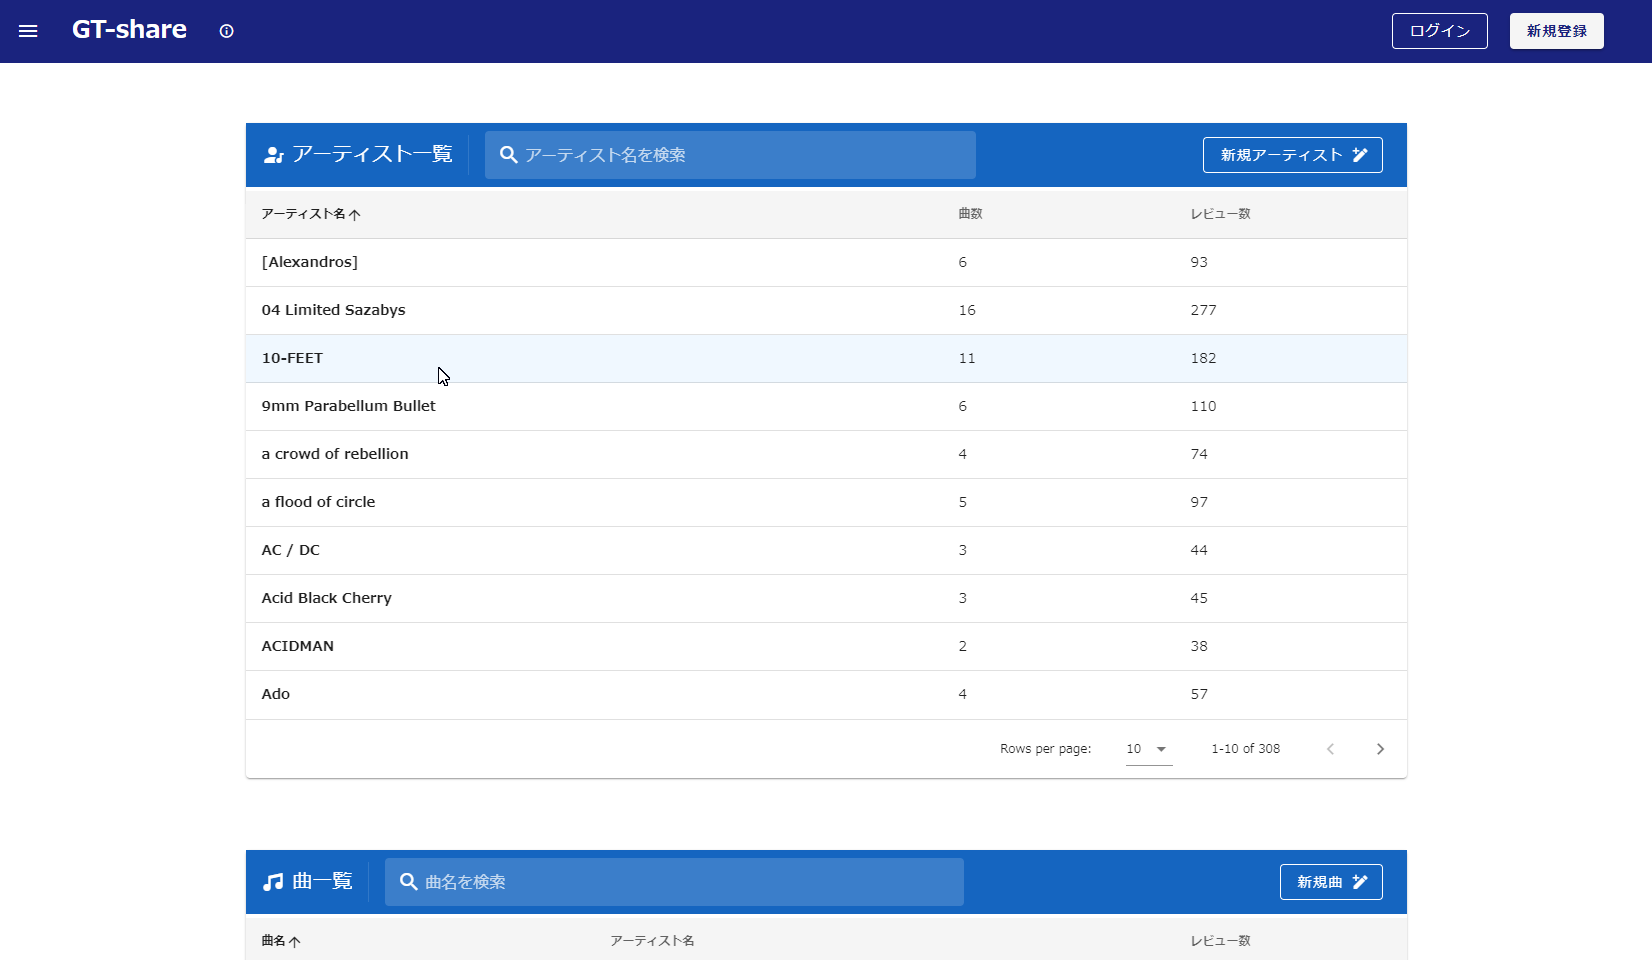 GT-share
ログイン
新規登録
アーティスト一覧
アーティスト名を検索
新規アーティスト
アーティスト名 曲数 レビュー数
[Alexandros] 6 93
04 Limited Sazabys 16 277
10-FEET 11 182
9mm Parabellum Bullet 6 110
a crowd of rebellion 4 74
a flood of circle 5 97
AC / DC 3 44
Acid Black Cherry 3 45
ACIDMAN 2 38
Ado 4 57
Rows per page: 10 1-10 of 308
曲一覧
曲名を検索
新規曲
曲名 アーティスト名 レビュー数